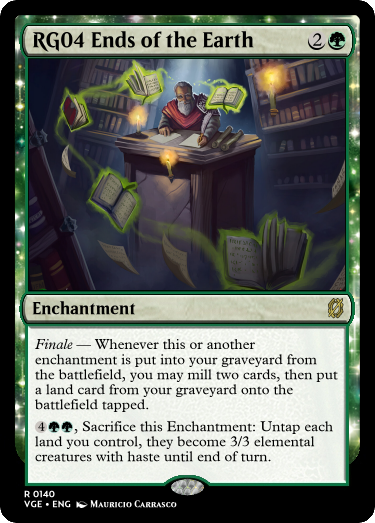 RG04 Ends of the Earth 2
Enchantment
Finale — Whenever this or another
enchantment is put into your graveyard from
the battlefield, you may mill two cards, then put
a land card from your graveyard onto the
battlefield tapped.
4, Sacrifice this Enchantment: Untap each
land you control, they become 3/3 elemental
creatures with haste until end of turn.
R 0140
VGE • ENG Mauricio Carrasco